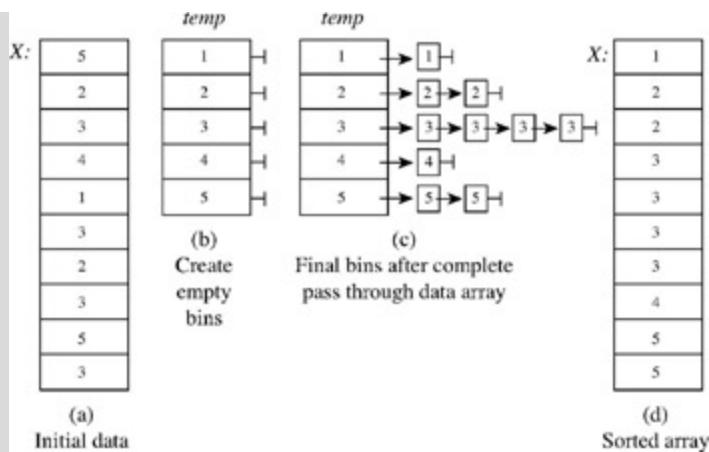 temp
temp
X:
5
2
3
4
1
3
2
3
5
3
(a)
Initial data
1
2
3
4
5
(b)
Create
empty
bins
1 1
2 2 2
3 3 3 3 3
4 4
5 5 5
(c)
Final bins after complete
pass through data array
X:
1
2
2
3
3
3
3
4
5
5
(d)
Sorted array